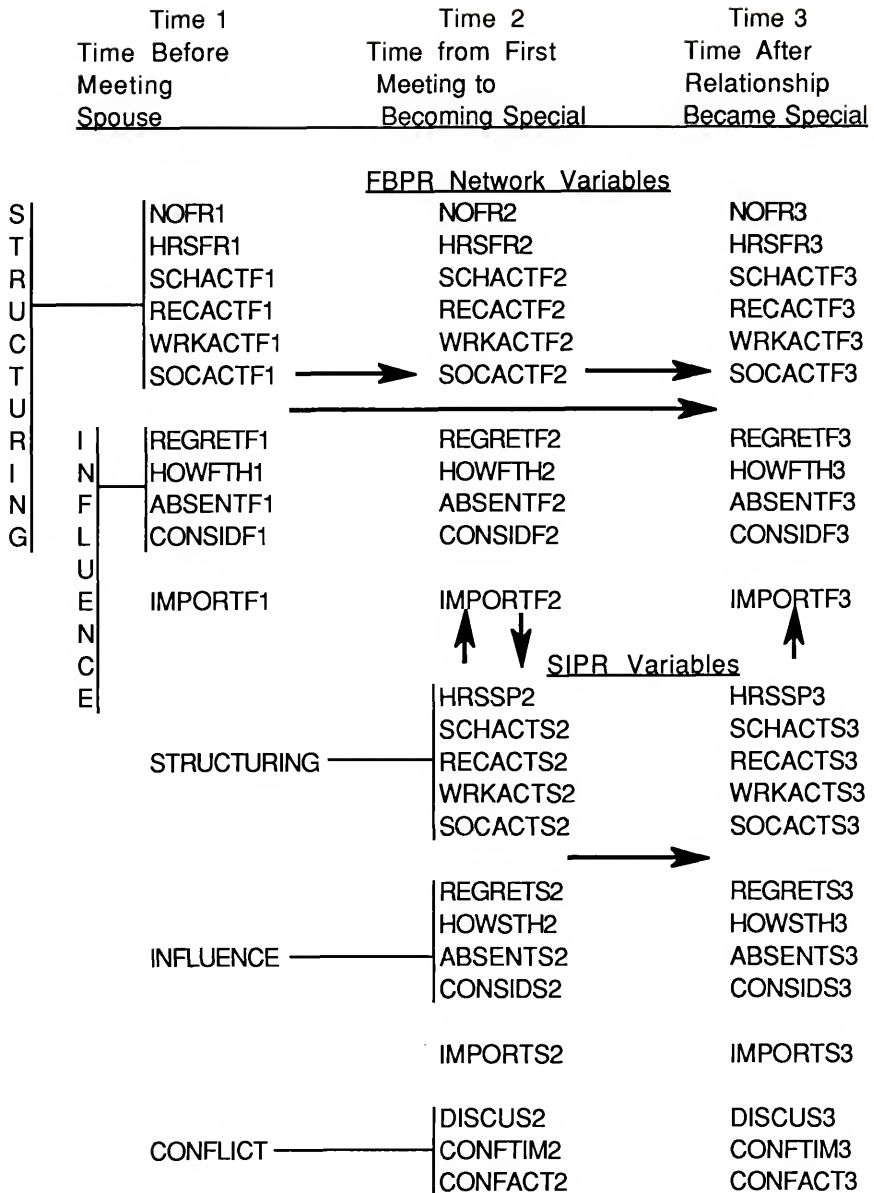 Time 1 Time 2 Time 3
Time Before Time from First Time After
Meeting Meeting to Relationship
Spouse Becoming Special Became Special
FBPR Network Variables
STRUCTURING
NOFR1 NOFR2 NOFR3
HRSFR1 HRSFR2 HRSFR3
SCHACTF1 SCHACTF2 SCHACTF3
RECACTF1 RECACTF2 RECACTF3
WRKACTF1 WRKACTF2 WRKACTF3
SOCACTF1 SOCACTF2 SOCACTF3
INFLUENCE
REGRETF1 REGRETF2 REGRETF3
HOWFTH1 HOWFTH2 HOWFTH3
ABSENTF1 ABSENTF2 ABSENTF3
CONSIDF1 CONSIDF2 CONSIDF3
IMPORTF1 IMPORTF2 IMPORTF3
SIPR Variables
HRSSP2 HRSSP3
SCHACTS2 SCHACTS3
STRUCTURING RECACTS2 RECACTS3
WRKACTS2 WRKACTS3
SOCACTS2 SOCACTS3
REGRETS2 REGRETS3
HOWSTH2 HOWSTH3
INFLUENCE ABSENTS2 ABSENTS3
CONSIDS2 CONSIDS3
IMPORTS2 IMPORTS3
DISCUS2 DISCUS3
CONFLICT CONFTIM2 CONFTIM3
CONFACT2 CONFACT3